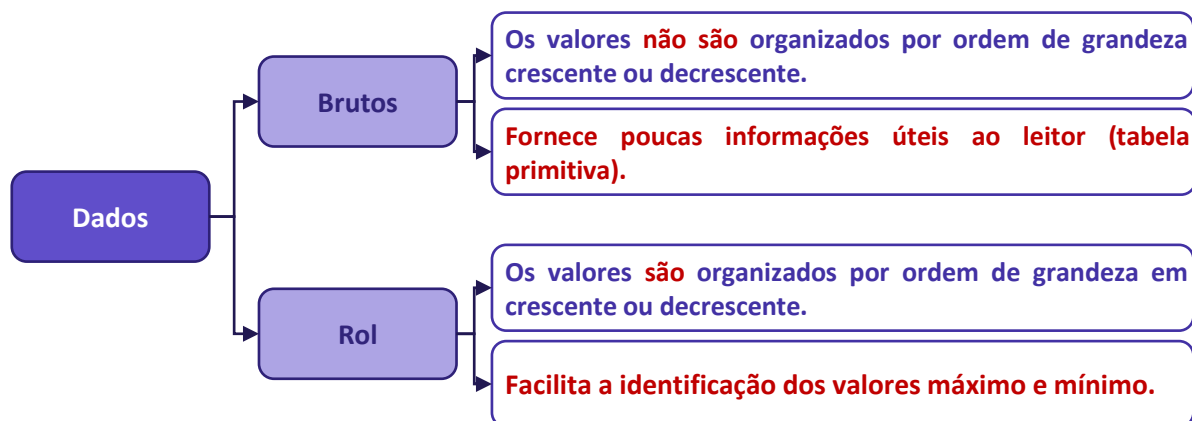 Dados
Brutos
Os valores não são organizados por ordem de grandeza
crescente ou decrescente.
Fornece poucas informações úteis ao leitor (tabela
primitiva).
Rol
Os valores são organizados por ordem de grandeza em
crescente ou decrescente.
Facilita a identificação dos valores máximo e mínimo.